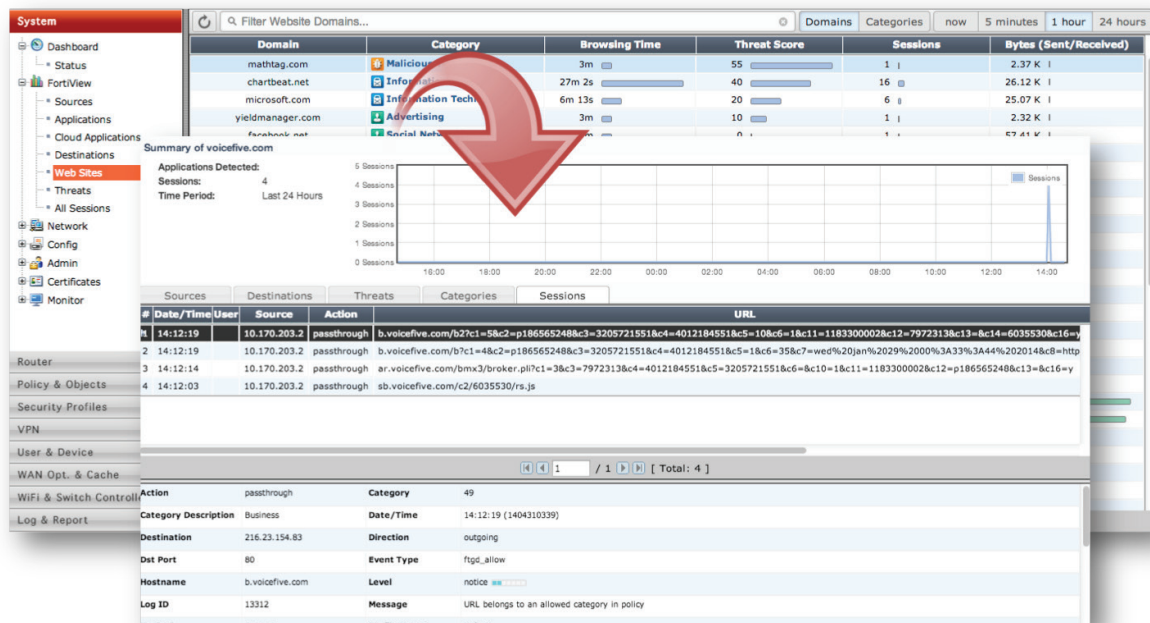 System
Filter Website Domains...
Domains Categories now 5 minutes 1 hour 24 hours
Dashboard
Status
FortiView
Sources
Applications
Cloud Applications
Destinations
Web Sites
Threats
All Sessions
Network
Config
Admin
Certificates
Monitor
Router
Policy & Objects
Security Profiles
VPN
User & Device
WAN Opt. & Cache
WiFi & Switch
Log & Report
Domain Category Browsing Time Threat Score Sessions Bytes (Sent/Received)
mathtag.com Malicious 3m 55 1 2.37 K
chartbeat.net 27m 2s 40 16 26.12 K
microsoft.com Information 6m 13s 20 6 25.07 K
yieldmanager.com Advertising 3m 10 1 2.32 K
facebook.net Social 0 1 57.41 K
Summary of voicefive.com
Applications Detected:
Sessions: 4
Time Period: Last 24 Hours
5 Sessions
4 Sessions
3 Sessions
2 Sessions
1 Sessions
0 Sessions
Sessions
16:00 18:00 20:00 22:00 00:00 02:00 04:00 06:00 08:00 10:00 12:00 14:00
Sources Destinations Threats Categories Sessions
# Date/Time User Source Action URL
1 14:12:19 10.170.203.2 passthrough b.voicefive.com/b2?c1=5&c2=p1865652488&c3=3205721551&c4=4012184551&c5=10&c6=1&c11=1183300002&c12=7972313&c13=&c14=6035530&c16=y
2 14:12:19 10.170.203.2 passthrough b.voicefive.com/b?c1=4&c2=p186565248&c3=3205721551&c4=4012184551&c5=1&c6=35&c7=wed%20jan%2029%2000%3A33%3A44%202014&c8=http
3 14:12:14 10.170.203.2 passthrough ar.voicefive.com/bmx3/broker.pli?c1=3&c3=7972313&c4=4012184551&c5=3205721551&c6=&c10=1&c11=1183300002&c12=p186565248&c13=&c16=y
4 14:12:03 10.170.203.2 passthrough sb.voicefive.com/c2/6035530/rs.js
1 / 1 [ Total: 4 ]
Action passthrough Category 49
Category Description Business Date/Time 14:12:19 (1404310339)
Destination 216.23.154.83 Direction outgoing
Dst Port 80 Event Type ftgd_allow
Hostname b.voicefive.com Level notice
Log ID 13312 Message URL belongs to an allowed category in policy